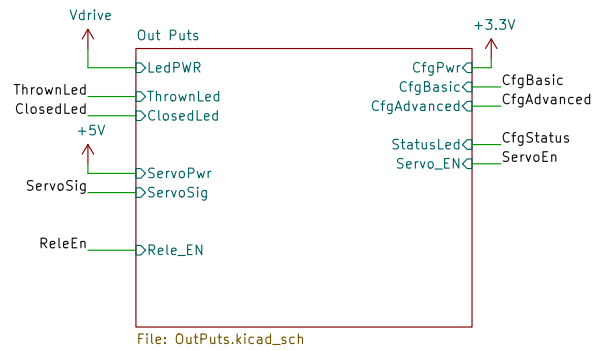 Vdrive
Out Puts
+3.3V
LedPWR
CfgPwr
CfgBasic
CfgBasic
ThrownLed
ThrownLed
CfgAdvanced
CfgAdvanced
ClosedLed
ClosedLed
+5V
StatusLed
CfgStatus
Servo_EN
ServoEn
ServoPwr
ServoSig
ServoSig
ReleEn
Rele_EN
File: OutPuts.kicad_sch